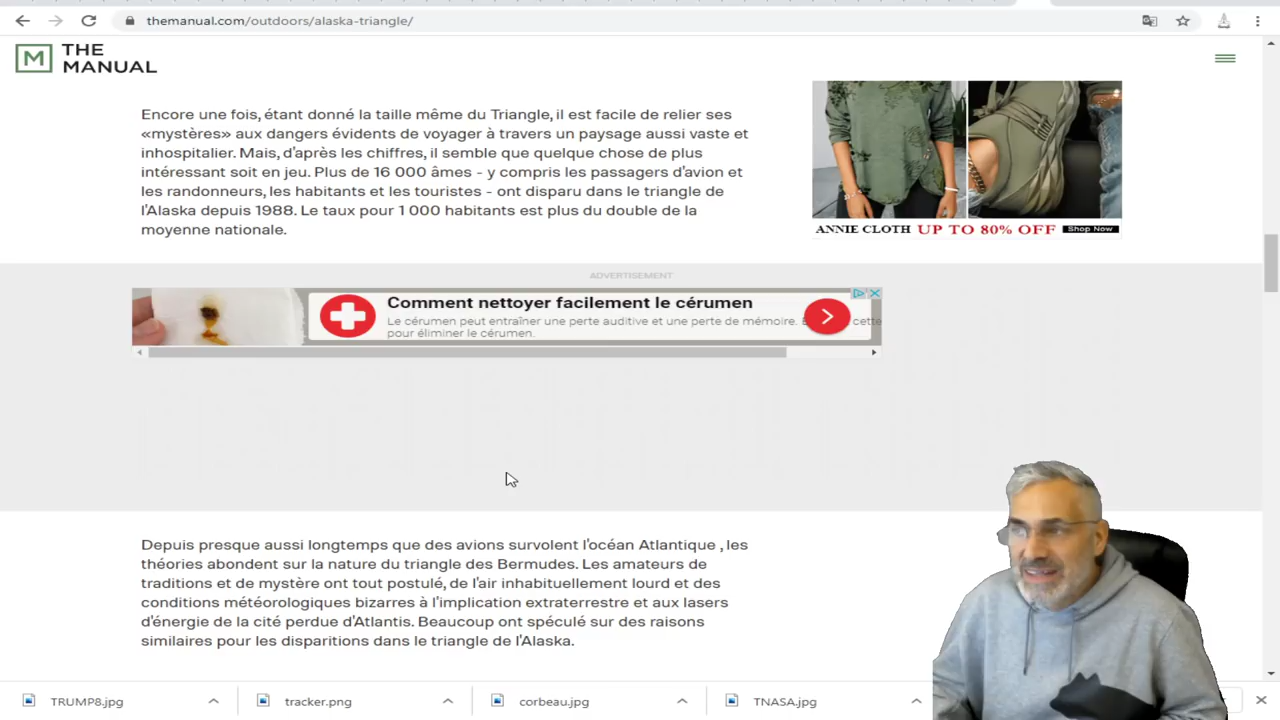 themanual.com/outdoors/alaska-triangle/
M
THE
MANUAL
Encore une fois, étant donné la taille même du Triangle, il est facile de relier ses
«mystères» aux dangers évidents de voyager à travers un paysage aussi vaste et
inhospitalier. Mais, d'après les chiffres, il semble que quelque chose de plus
intéressant soit en jeu. Plus de 16 000 âmes - y compris les passagers d'avion et
les randonneurs, les habitants et les touristes - ont disparu dans le triangle de
l'Alaska depuis 1988. Le taux pour 1 000 habitants est plus du double de la
moyenne nationale.
ANNIE CLOTH UP TO 80% OFF Shop Now
ADVERTISEMENT
Comment nettoyer facilement le cérumen
Le cérumen peut entraîner une perte auditive et une perte de mémoire. cette
pour éliminer le cérumen.
Depuis presque aussi longtemps que des avions survolent l'océan Atlantique , les
théories abondent sur la nature du triangle des Bermudes. Les amateurs de
traditions et de mystère ont tout postulé, de l'air inhabituellement lourd et des
conditions météorologiques bizarres à l'implication extraterrestre et aux lasers
d'énergie de la cité perdue d'Atlantis. Beaucoup ont spéculé sur des raisons
similaires pour les disparitions dans le triangle de l'Alaska.
TRUMP8.jpg
tracker.png
corbeau.jpg
TNASA.jpg